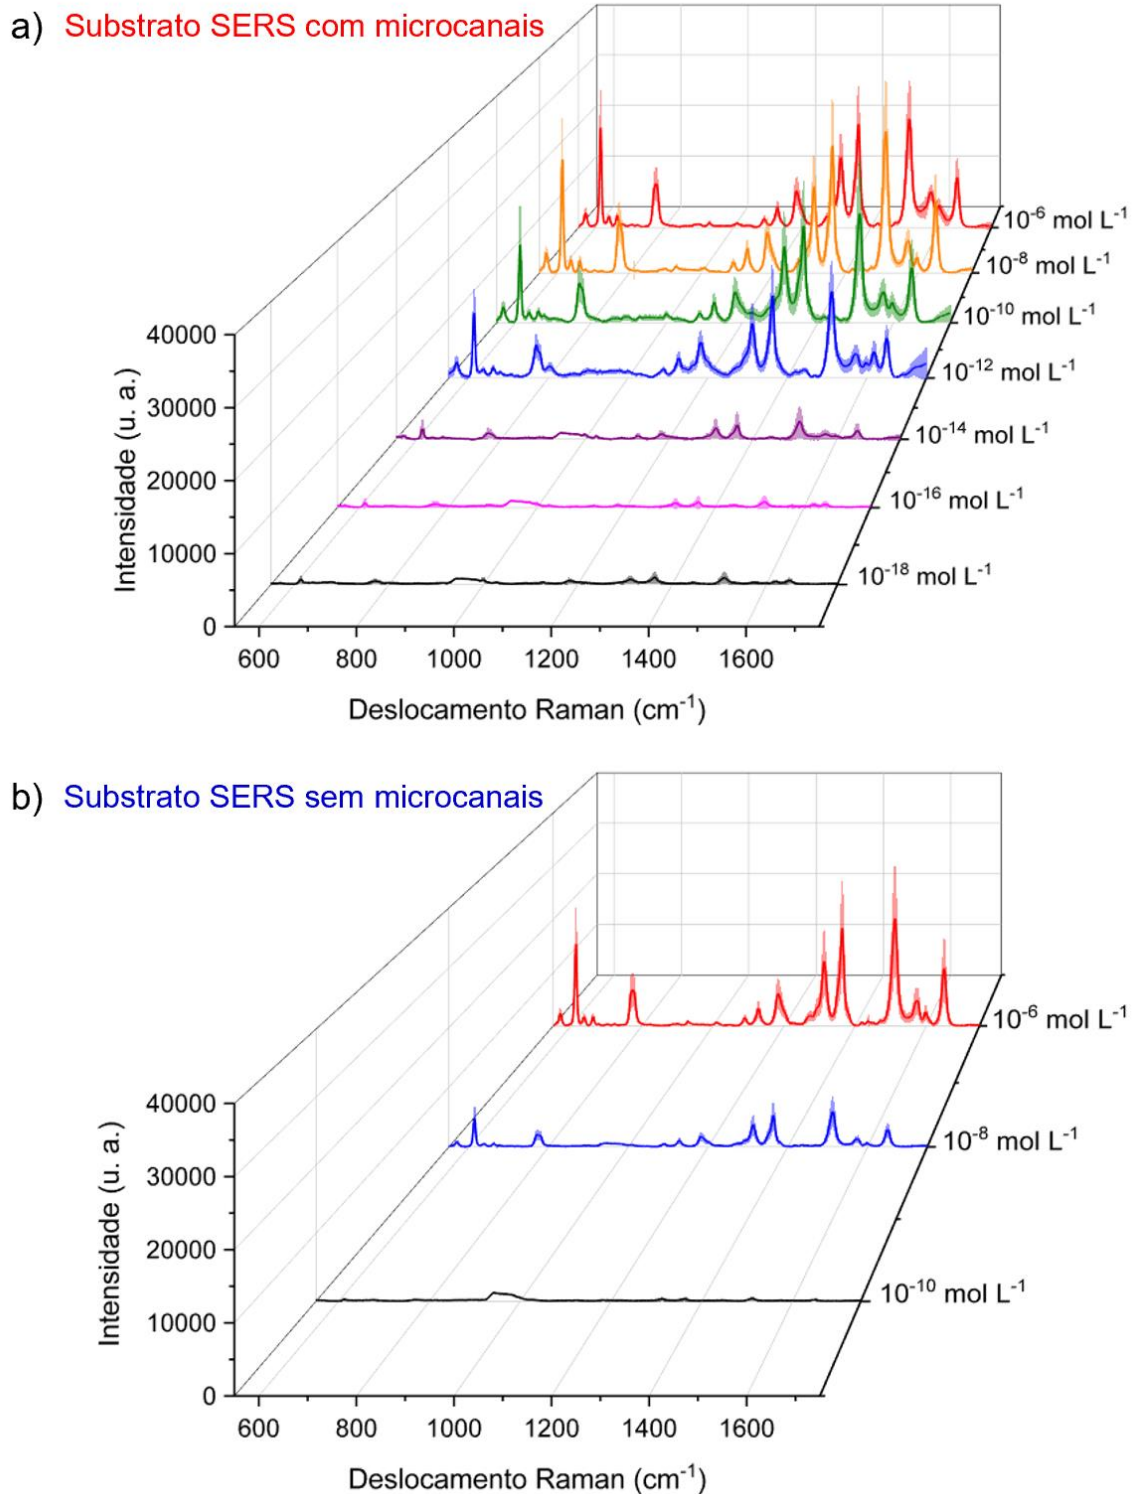 a) Substrato SERS com microcanais
10⁻⁶ mol L⁻¹
10⁻⁸ mol L⁻¹
10⁻¹⁰ mol L⁻¹
10⁻¹² mol L⁻¹
10⁻¹⁴ mol L⁻¹
10⁻¹⁶ mol L⁻¹
10⁻¹⁸ mol L⁻¹
40000
30000
20000
10000
0
Intensidade (u. a.)
600 800 1000 1200 1400 1600
Deslocamento Raman (cm⁻¹)
b) Substrato SERS sem microcanais
10⁻⁶ mol L⁻¹
10⁻⁸ mol L⁻¹
10⁻¹⁰ mol L⁻¹
40000
30000
20000
10000
0
Intensidade (u. a.)
600 800 1000 1200 1400 1600
Deslocamento Raman (cm⁻¹)